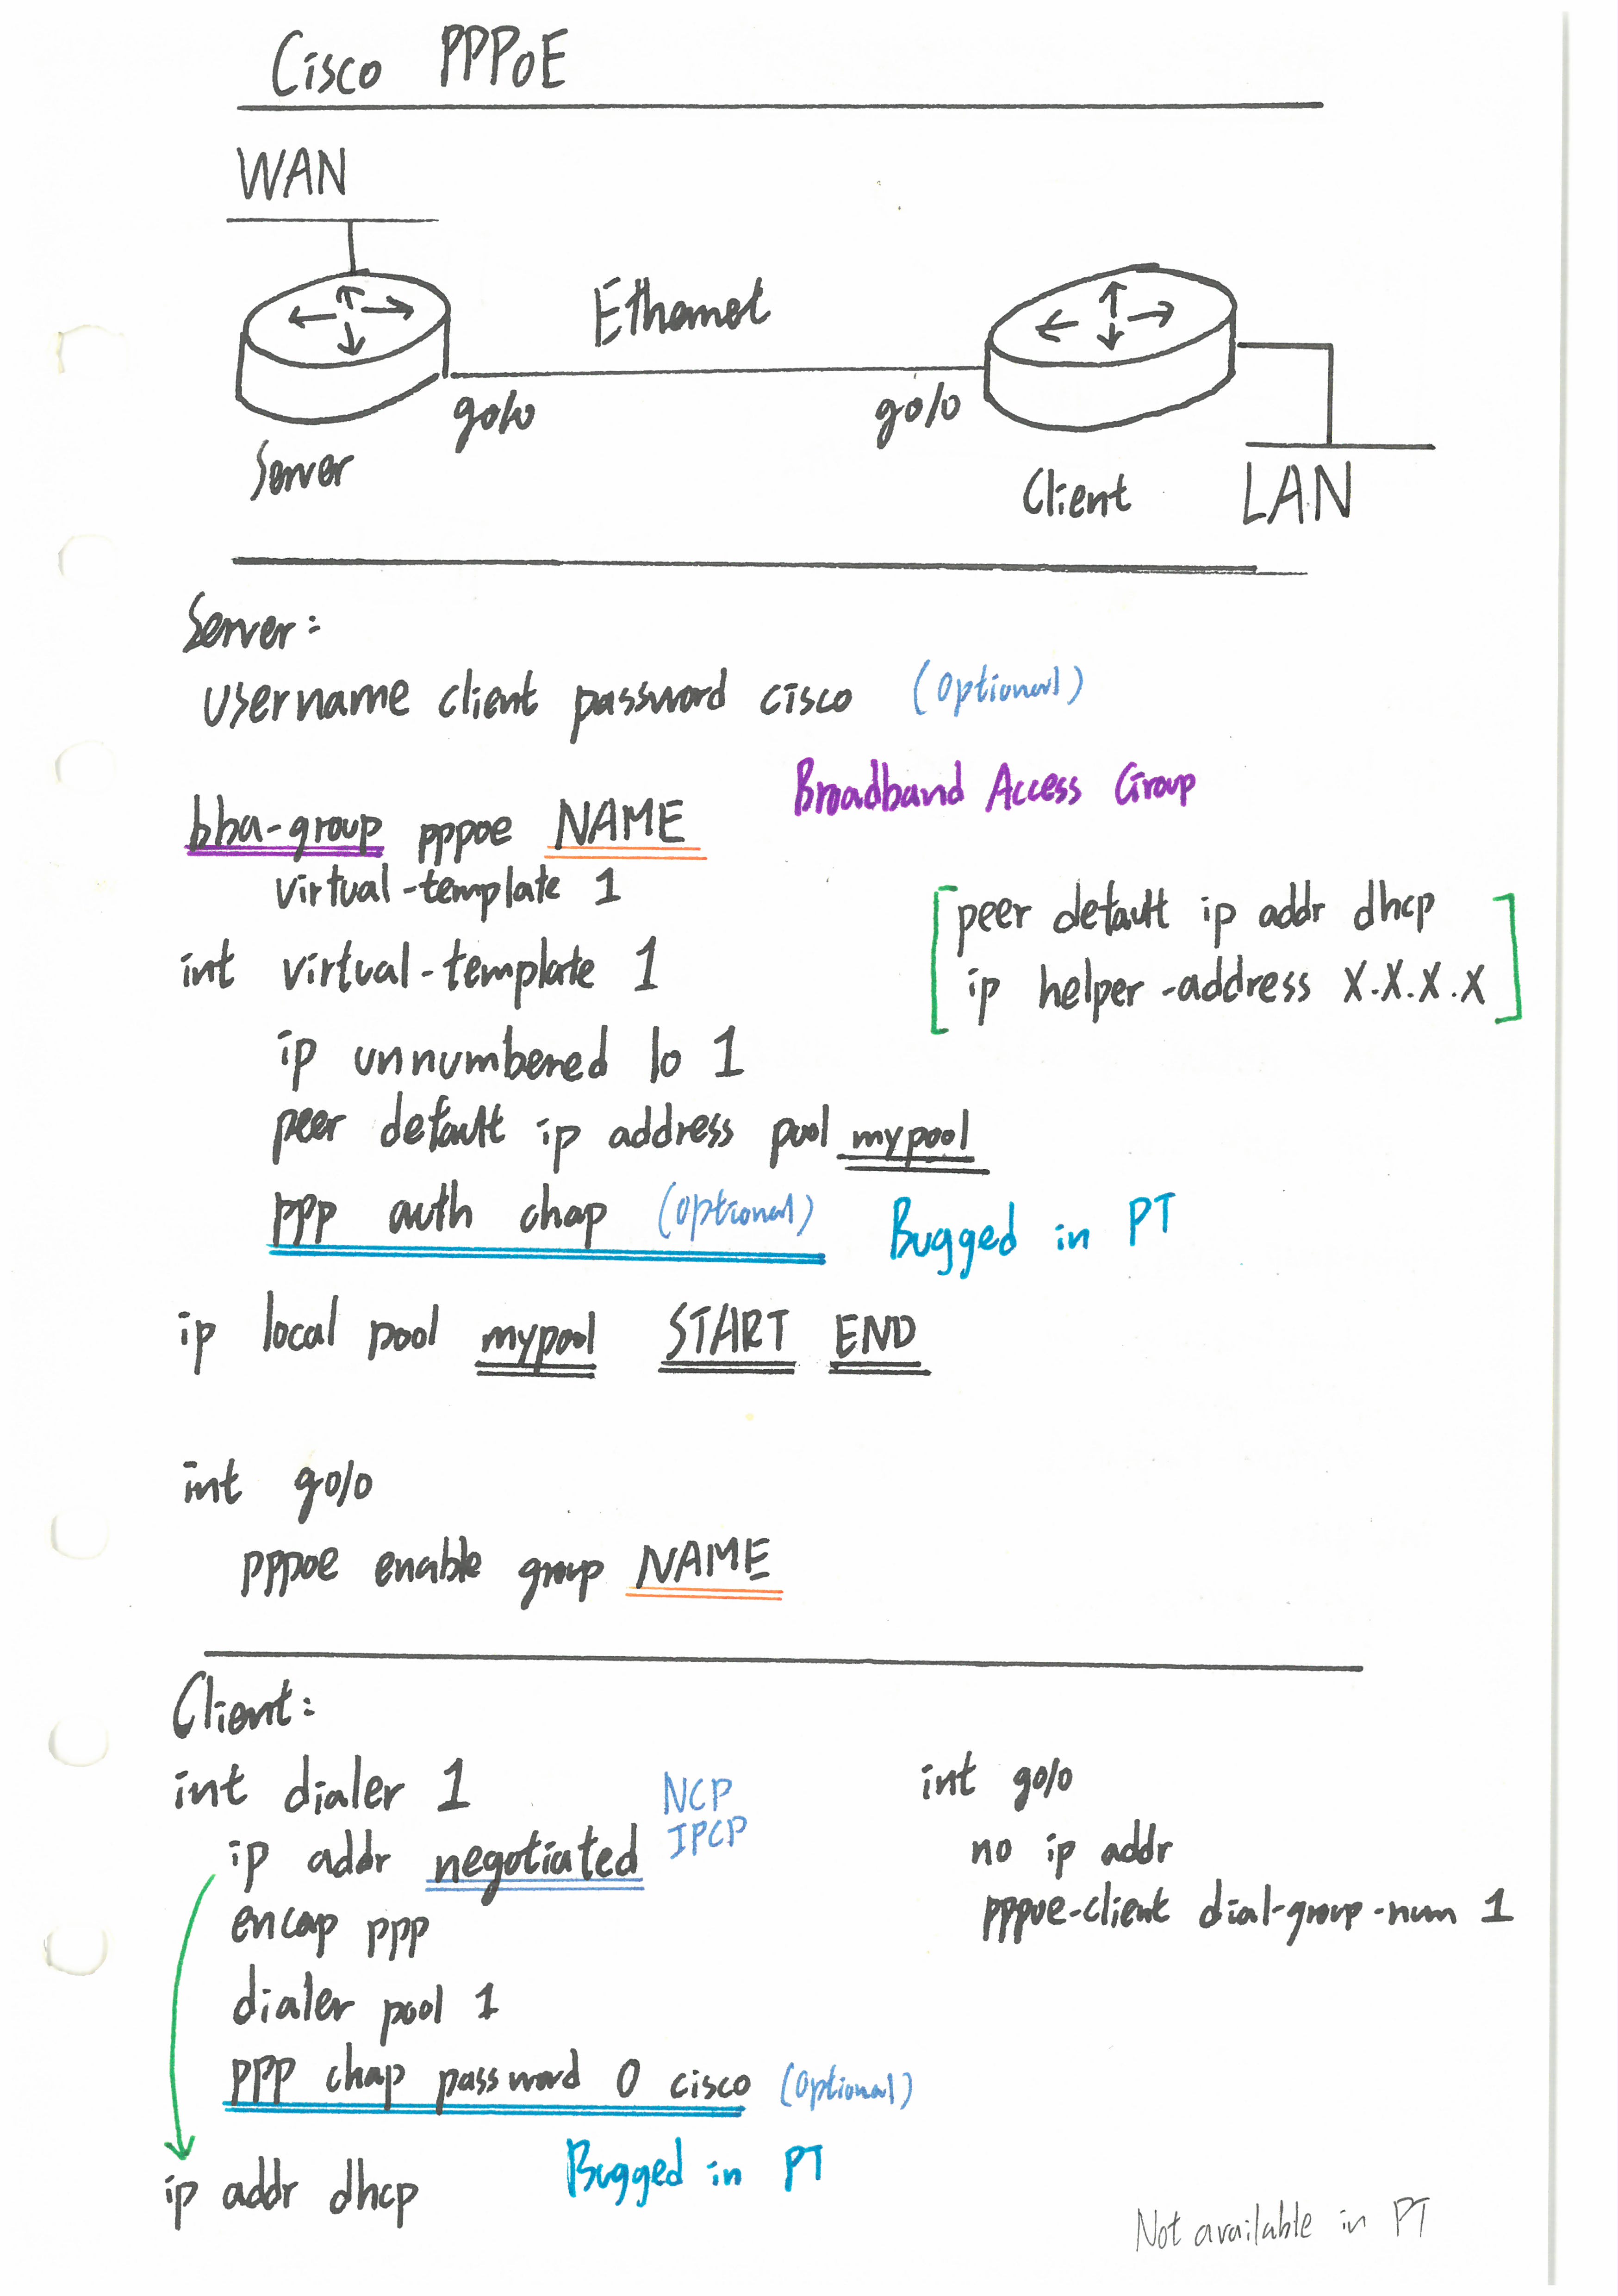 Cisco PPPoE
WAN
Ethernet
g0/0
g0/0
Server
Client
LAN
Server:
username client password cisco (optional)
Broadband Access Group
bba-group pppoe NAME
virtual-template 1
peer default ip addr dhcp
int virtual-template 1
ip helper-address X.X.X.X
ip unnumbered lo 1
peer default ip address pool mypool
ppp auth chap (optional) Bugged in PT
ip local pool mypool START END
int g0/0
pppoe enable group NAME
Client:
int dialer 1
NCP
IPCP
ip addr negotiated
encap ppp
dialer pool 1
ppp chap password 0 cisco (optional)
Bugged in PT
ip addr dhcp
int g0/0
no ip addr
pppoe-client dial-group-num 1
Not available in PT